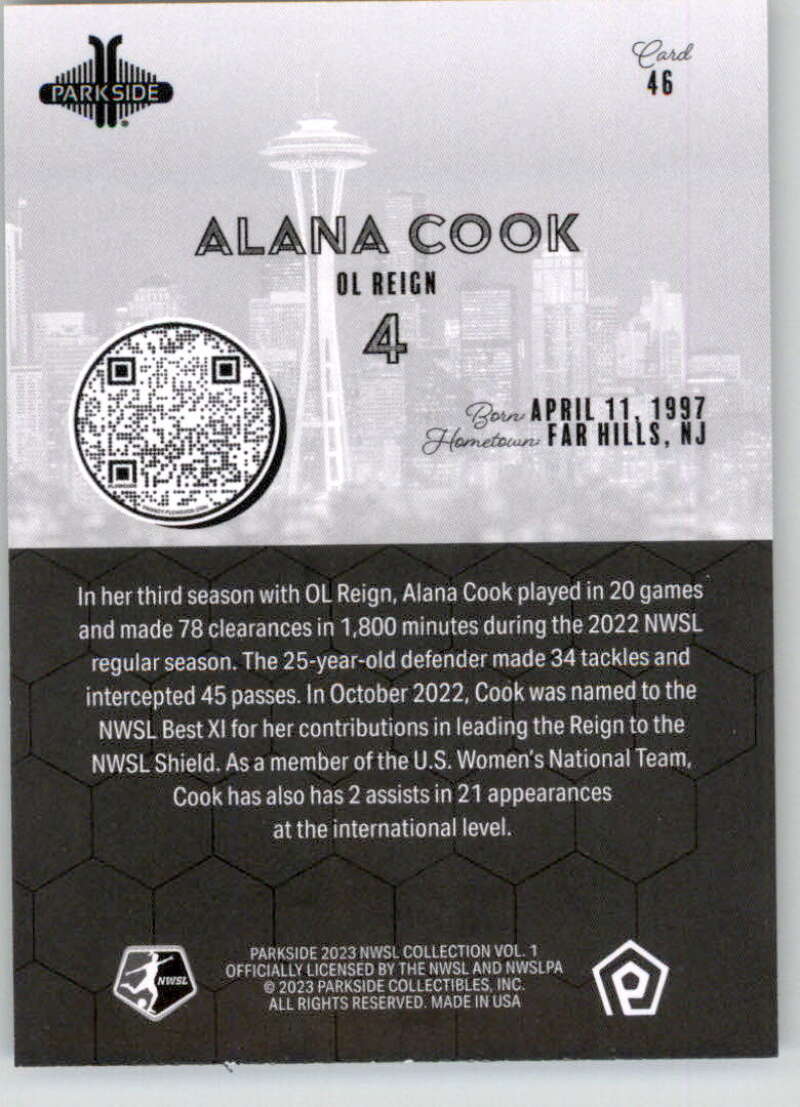 PARKSIDE
Card
46
ALANA COOK
OL REIGN
4
Born: APRIL 11, 1997
Hometown: FAR HILLS, NJ
In her third season with OL Reign, Alana Cook played in 20 games
and made 78 clearances in 1,800 minutes during the 2022 NWSL
regular season. The 25-year-old defender made 34 tackles and
intercepted 45 passes. In October 2022, Cook was named to the
NWSL Best XI for her contributions in leading the Reign to the
NWSL Shield. As a member of the U.S. Women's National Team,
Cook has also has 2 assists in 21 appearances
at the international level.
NWSL
PARKSIDE 2023 NWSL COLLECTION VOL. 1
OFFICIALLY LICENSED BY THE NWSL AND NWSLPA
© 2023 PARKSIDE COLLECTIBLES, INC.
ALL RIGHTS RESERVED. MADE IN USA